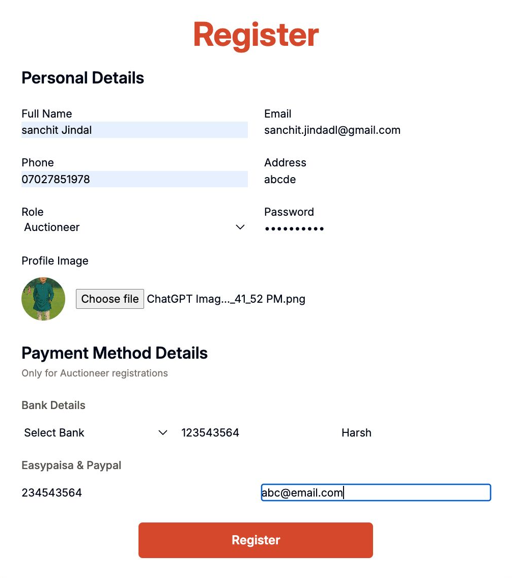 Register
Personal Details
Full Name Email
sanchit Jindal sanchit.jindadl@gmail.com
Phone Address
07027851978 abcde
Role Password
Auctioneer ••••••••••
Profile Image
Choose file ChatGPT Imag..._41_52 PM.png
Payment Method Details
Only for Auctioneer registrations
Bank Details
Select Bank 123543564 Harsh
Easypaisa & Paypal
234543564 abc@email.com
Register